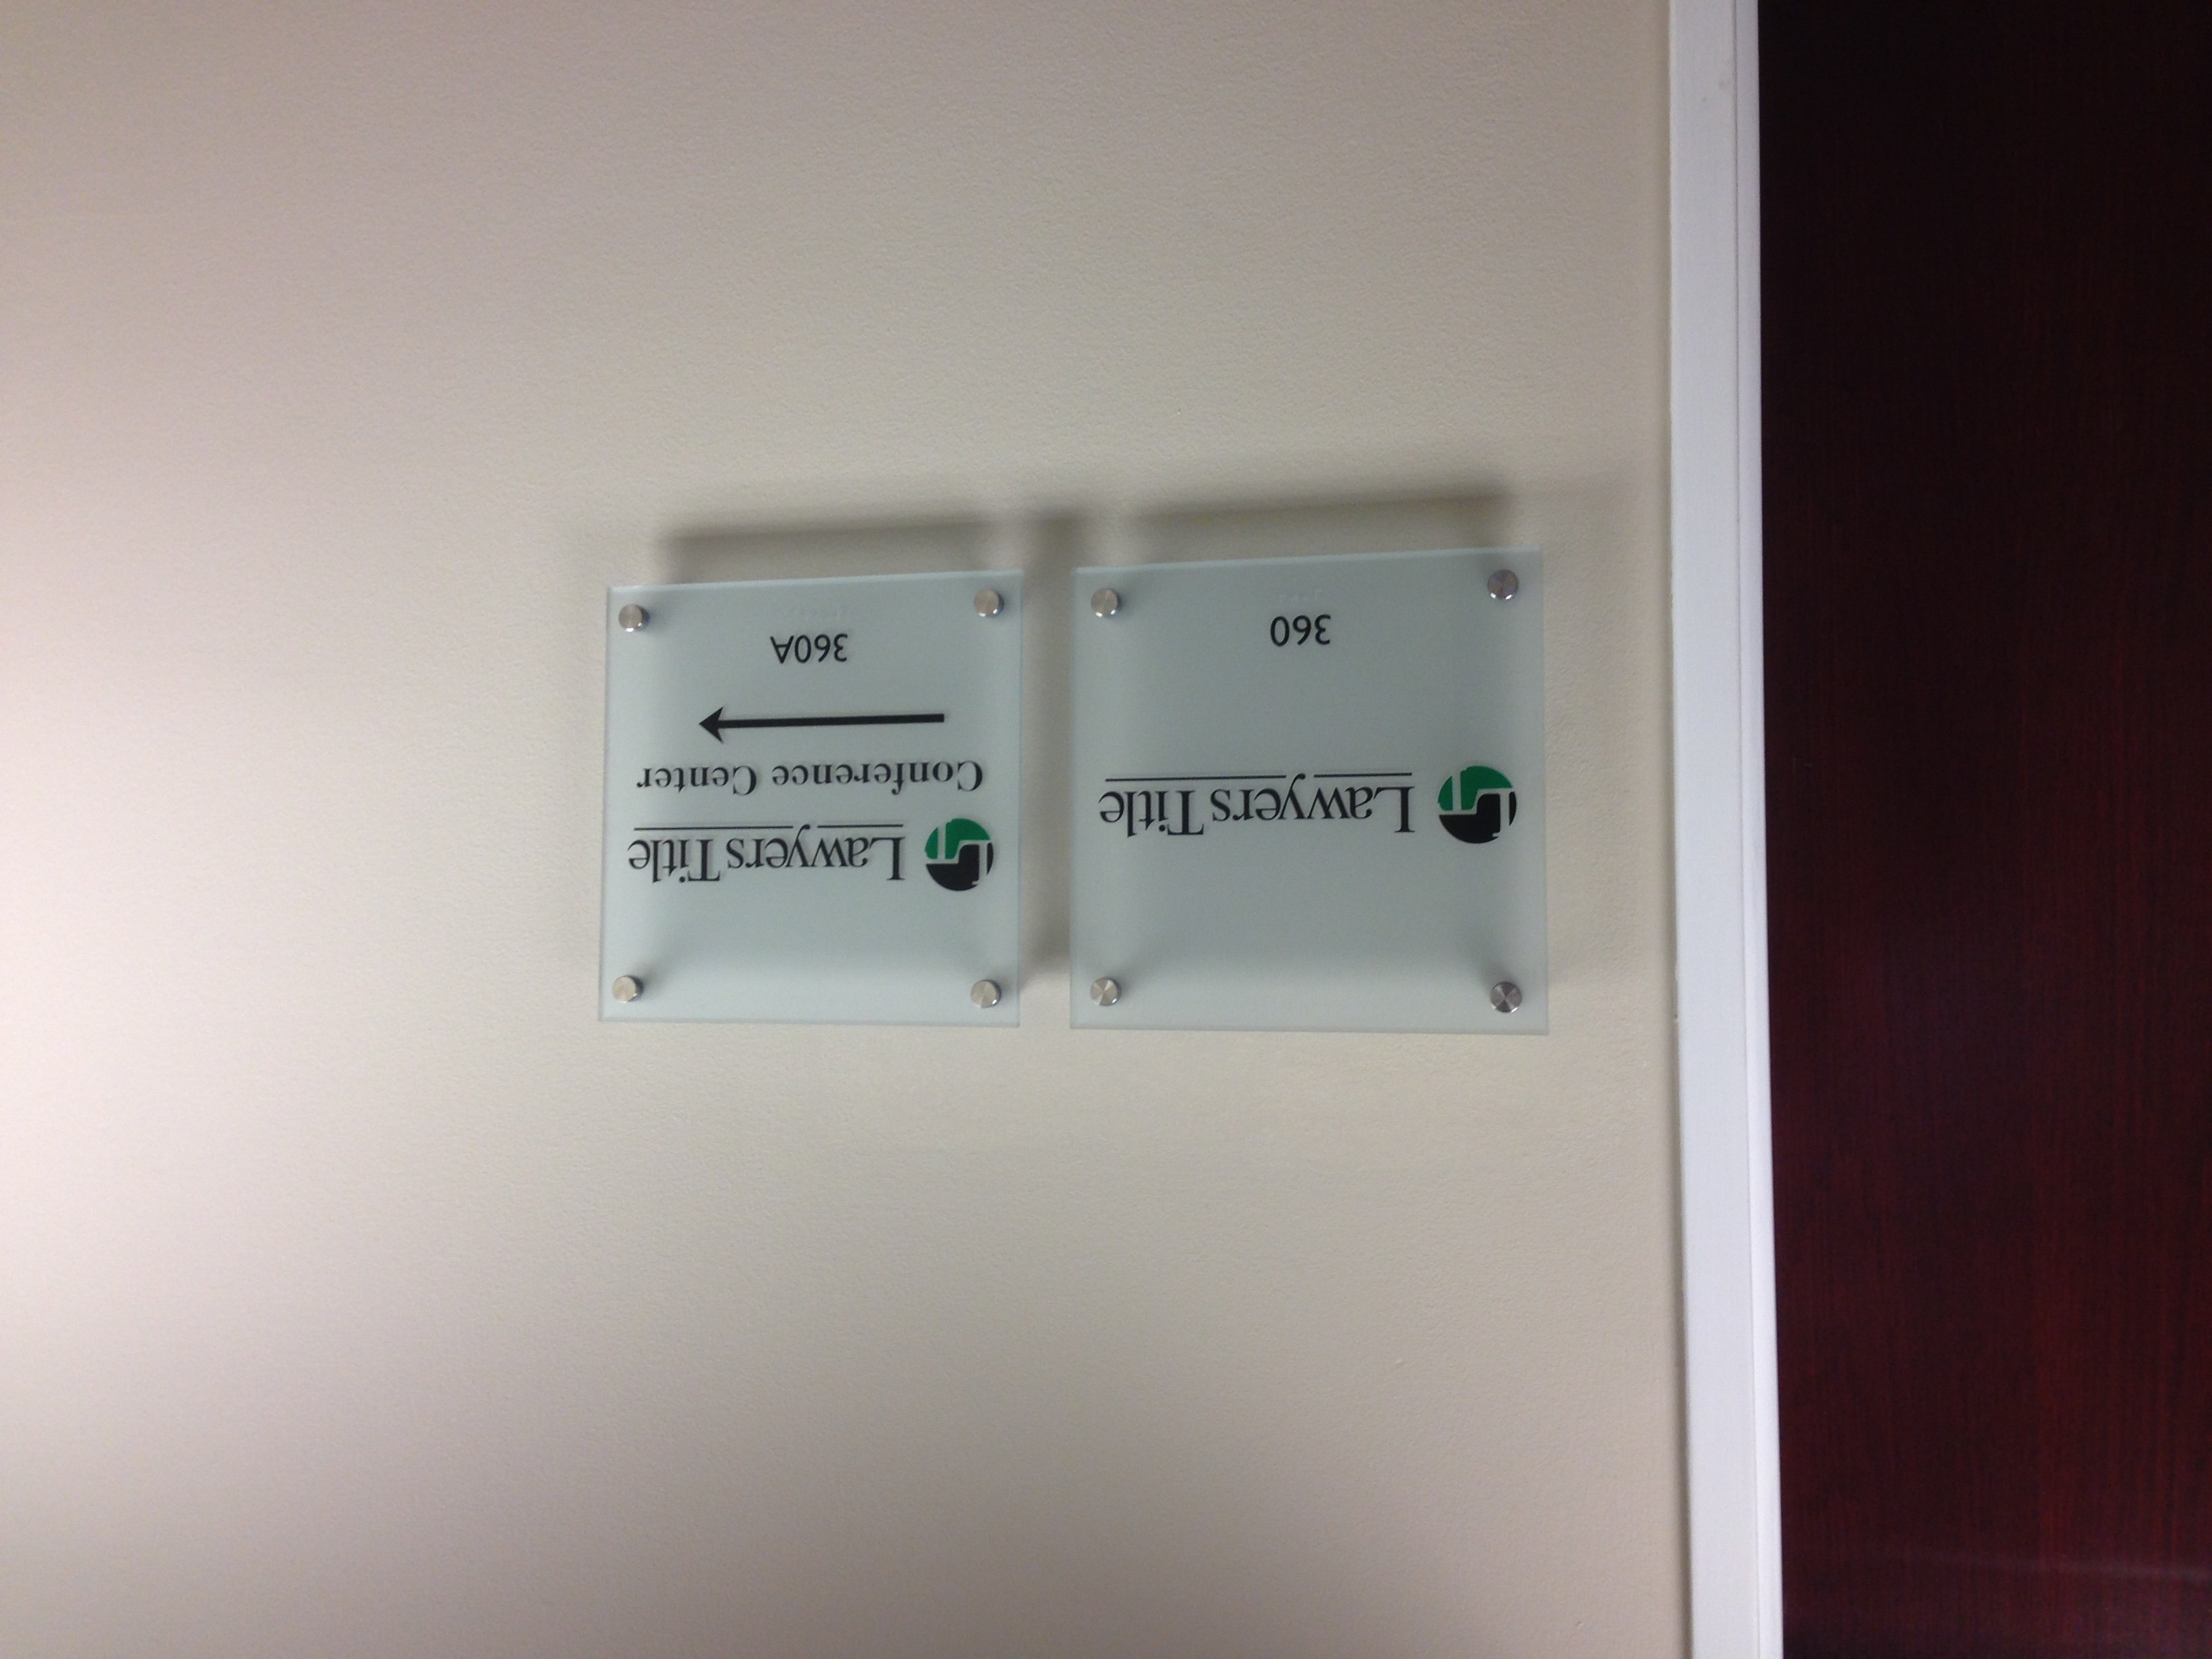 Lawyers Title
360
Lawyers Title
Conference Center
360A